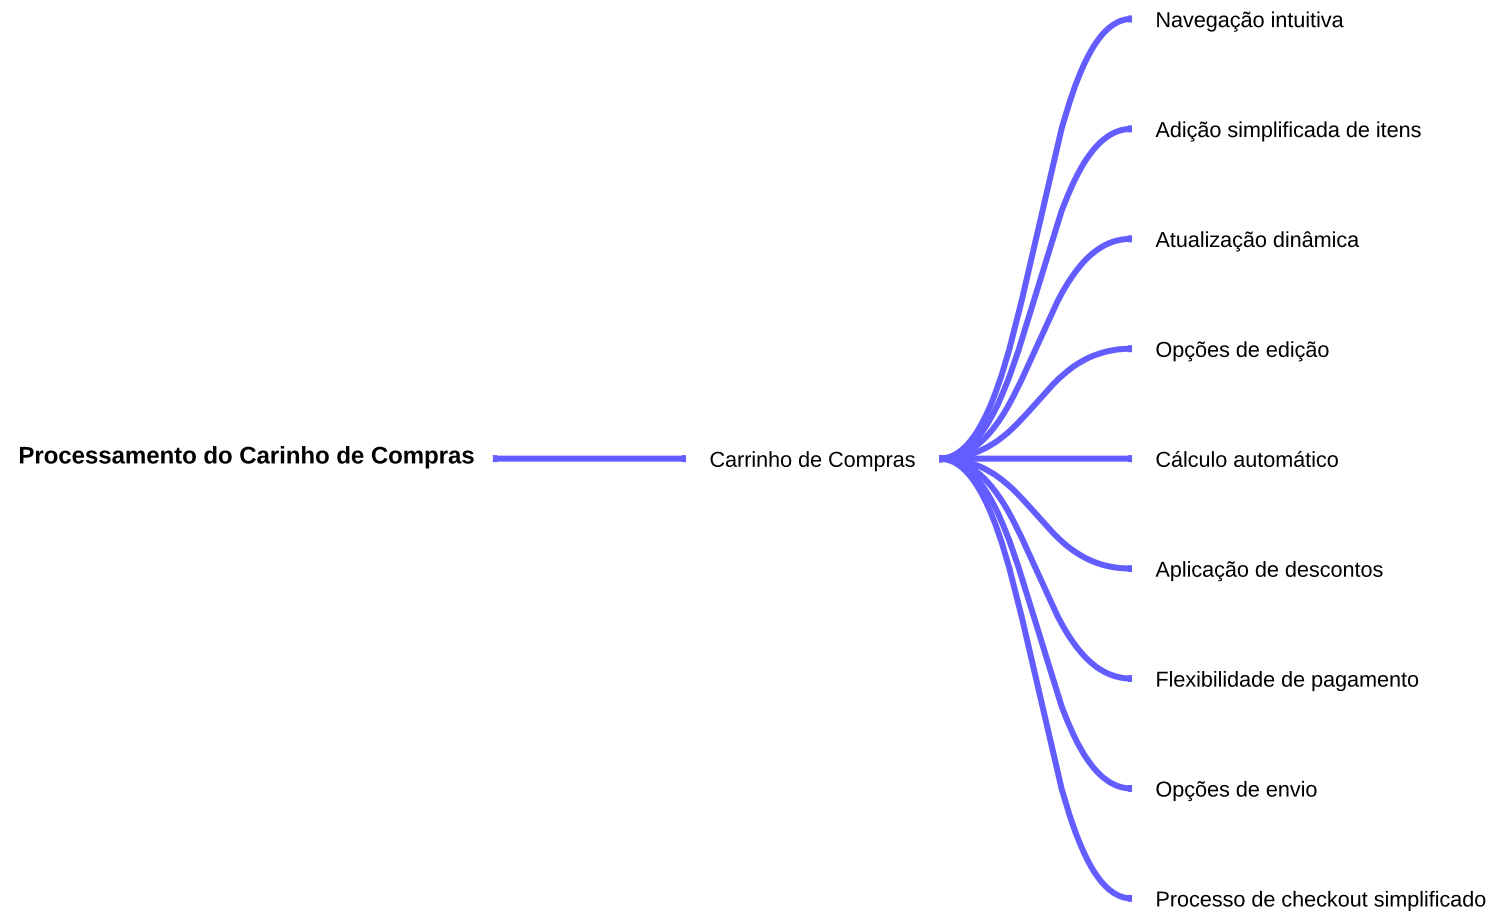 Processamento do Carinho de Compras
Carrinho de Compras
Navegação intuitiva
Adição simplificada de itens
Atualização dinâmica
Opções de edição
Cálculo automático
Aplicação de descontos
Flexibilidade de pagamento
Opções de envio
Processo de checkout simplificado